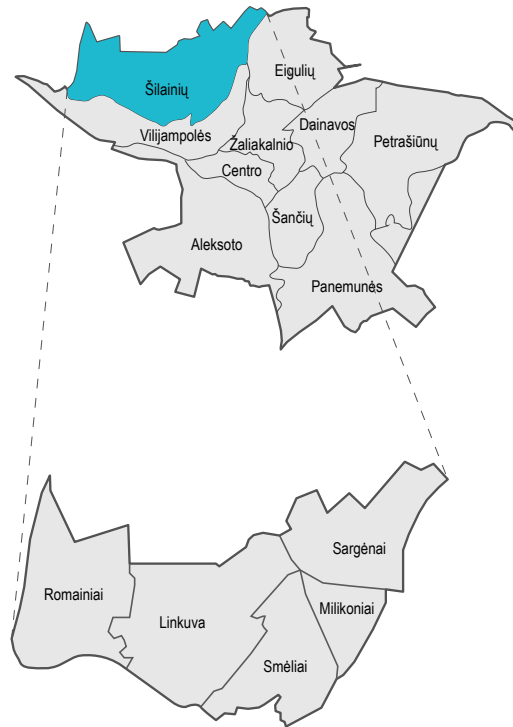 Eigulių
Šilainių
Dainavos
Vilijampolės
Žaliakalnio
Petrašiūnų
Centro
Šančių
Aleksoto
Panemunės
Sargėnai
Romainiai
Milikoniai
Linkuva
Smėliai